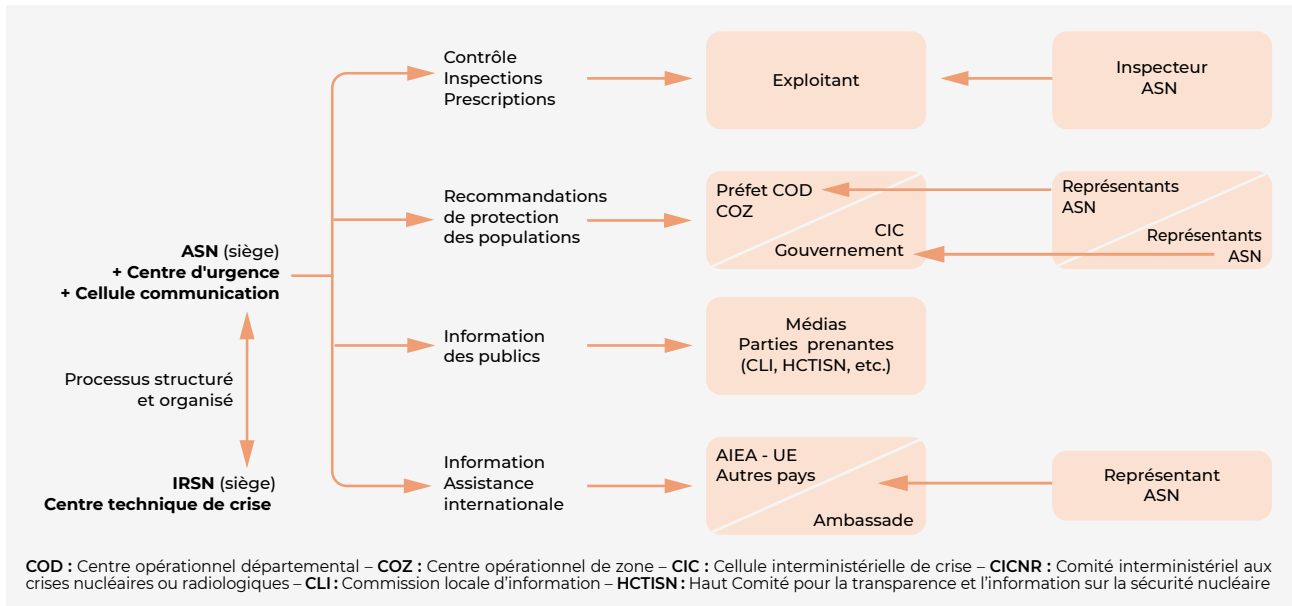 Contrôle
Inspections
Prescriptions
Exploitant
Inspecteur
ASN
Recommandations
de protection
des populations
Préfet COD
COZ
CIC
Gouvernement
Représentants
ASN
Représentants
ASN
ASN (siège)
+ Centre d'urgence
+ Cellule communication
Information
des publics
Médias
Parties prenantes
(CLI, HCTISN, etc.)
Processus structuré
et organisé
IRSN (siège)
Centre technique de crise
Information
Assistance
internationale
AIEA - UE
Autres pays
Ambassade
Représentant
ASN
COD : Centre opérationnel départemental – COZ : Centre opérationnel de zone – CIC : Cellule interministérielle de crise – CICNR : Comité interministériel aux
crises nucléaires ou radiologiques – CLI : Commission locale d'information – HCTISN : Haut Comité pour la transparence et l'information sur la sécurité nucléaire